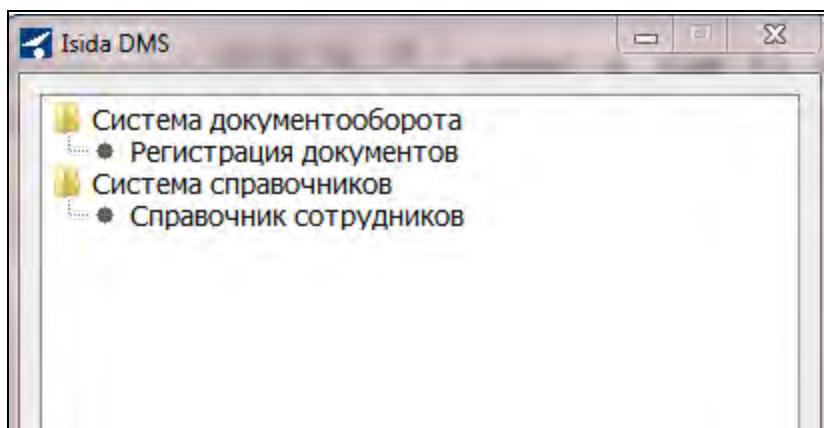 Isida DMS
Система документооборота
Регистрация документов
Система справочников
Справочник сотрудников